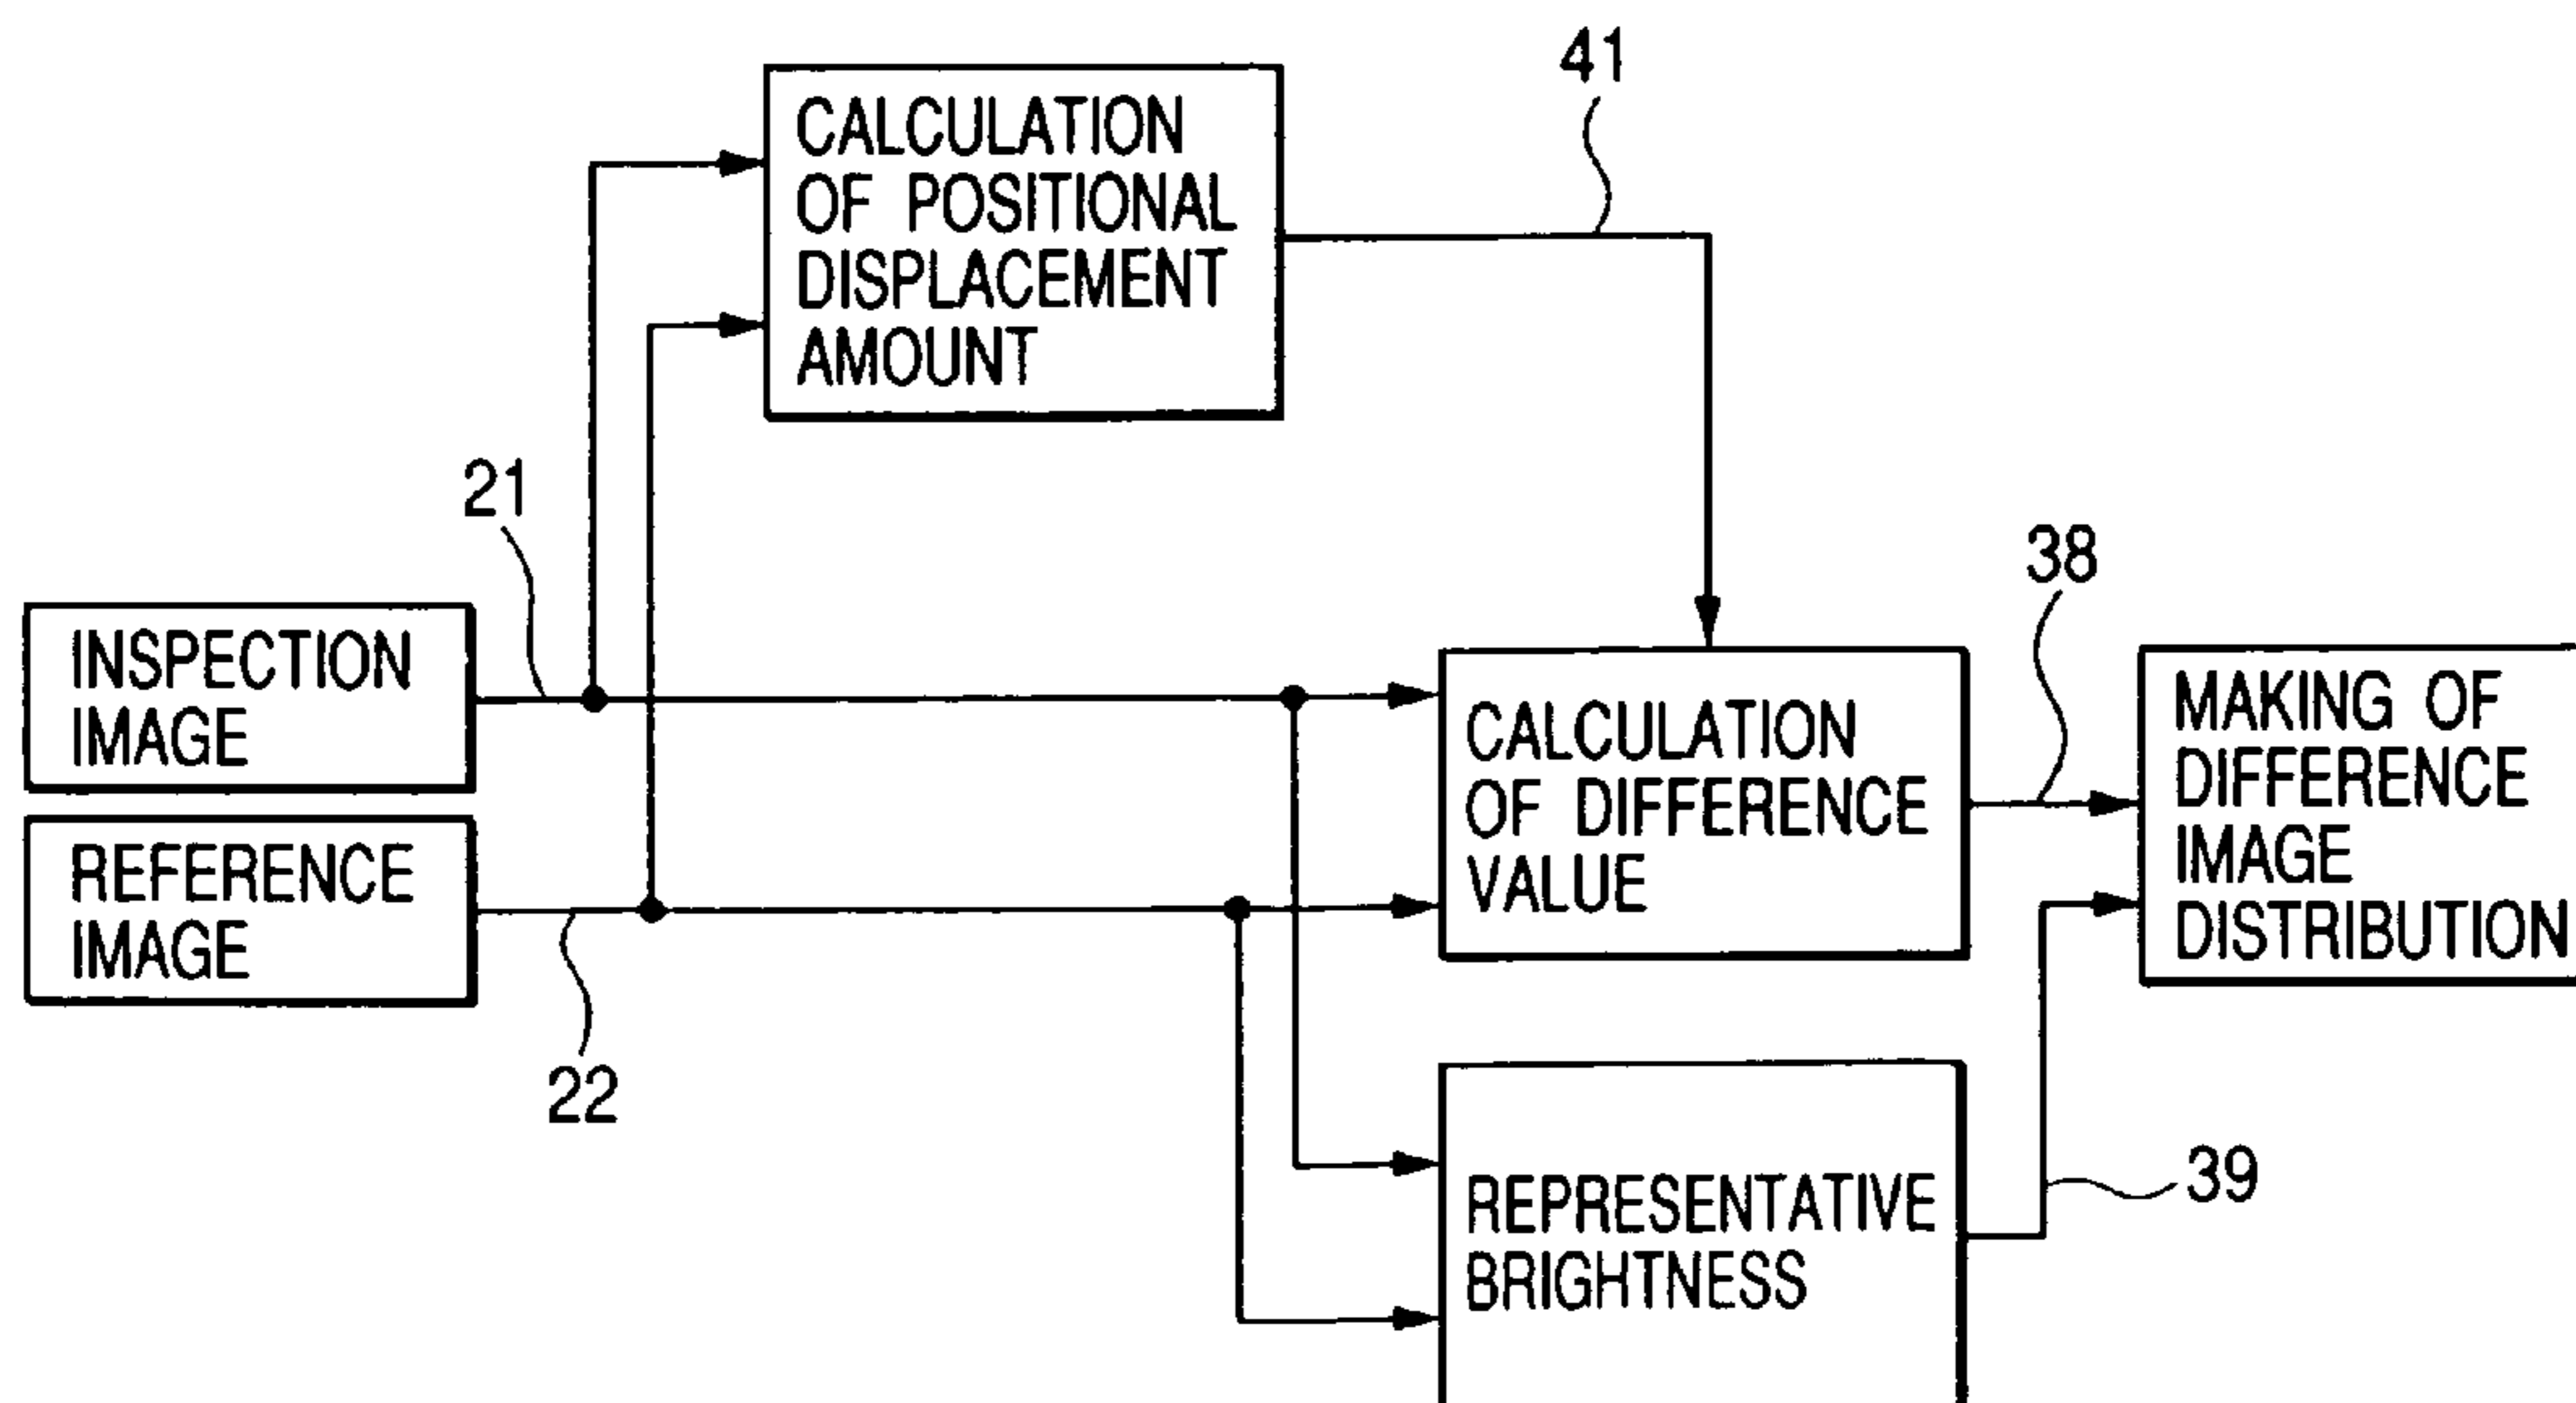 41
CALCULATION
OF POSITIONAL
DISPLACEMENT
AMOUNT
21
38
INSPECTION
IMAGE
REFERENCE
IMAGE
22
CALCULATION
OF DIFFERENCE
VALUE
MAKING OF
DIFFERENCE
IMAGE
DISTRIBUTION
REPRESENTATIVE
BRIGHTNESS
39